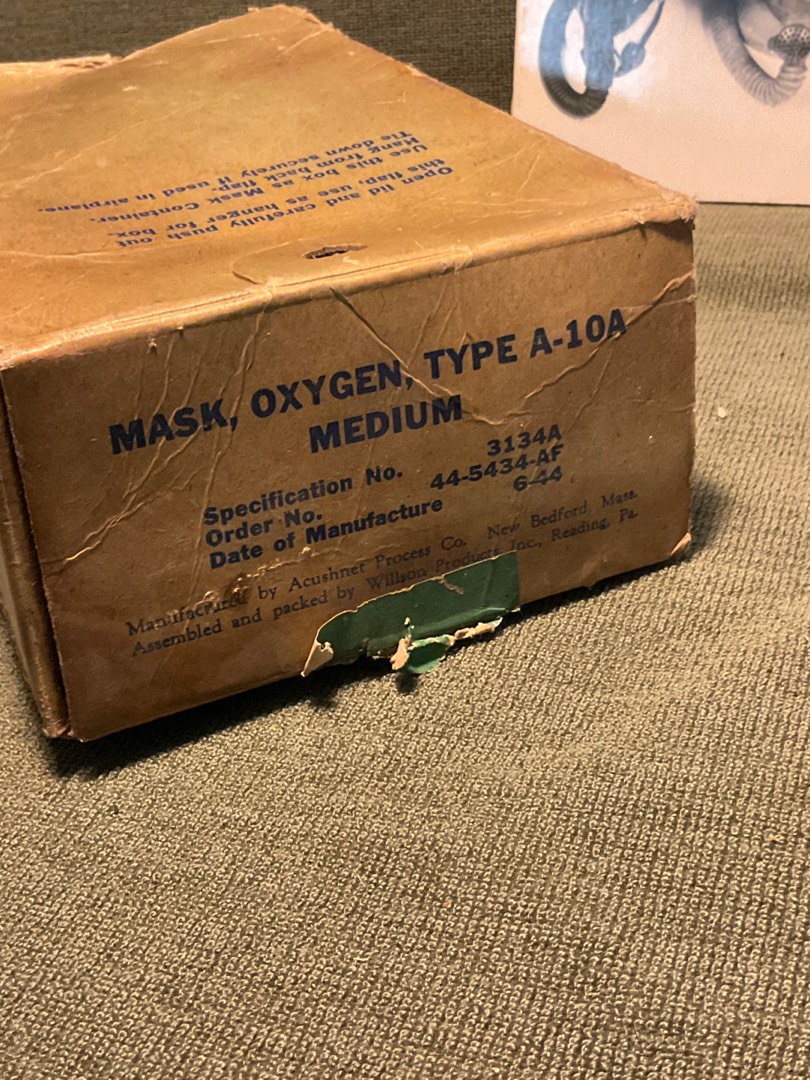 Open lid and carefully push out
this flap, use as hanger for box.
Use this box as Mask Container.
Hang from back flap-
Tie down securely if used in airplane.
MASK, OXYGEN, TYPE A-10A
MEDIUM
Specification No. 3134A
Order No. 44-5434-AF
Date of Manufacture 6-44
Manufactured by Acushnet Process Co. New Bedford, Mass.
Assembled and packed by Willson Products, Inc., Reading, Pa.